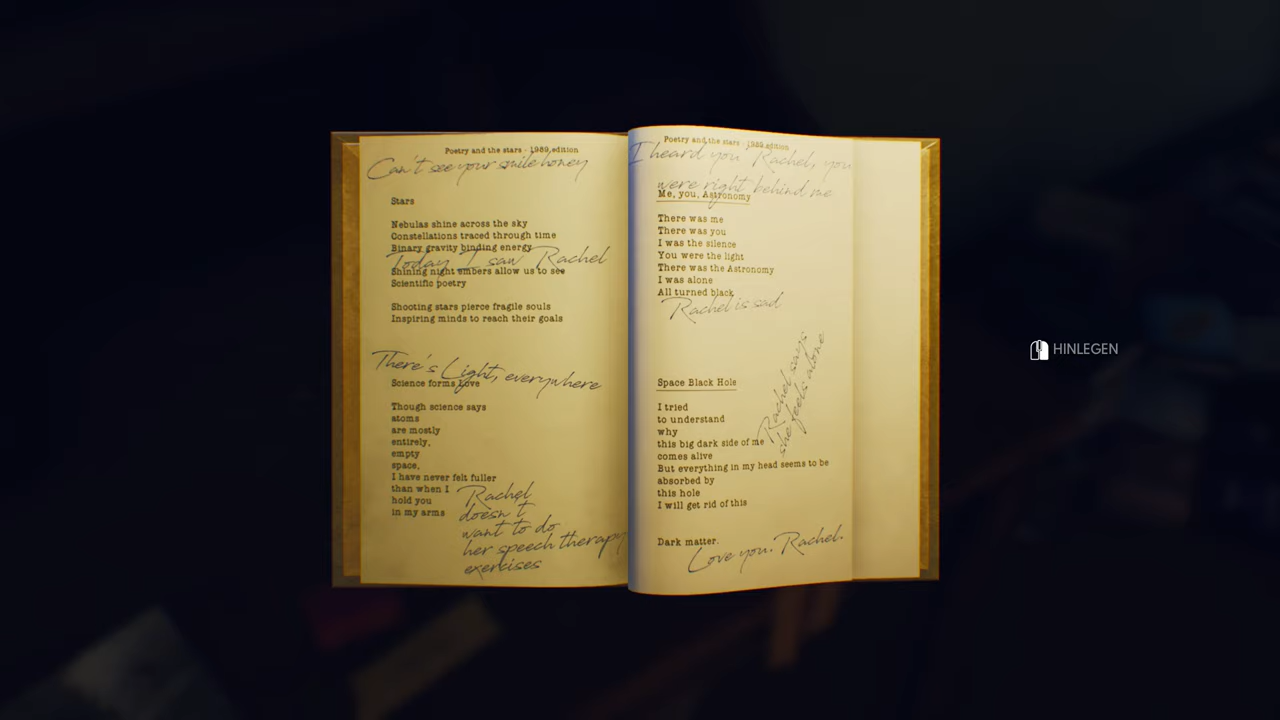 Poetry and the stars - 1989 edition
Can't see your smile honey
Stars
Nebulas shine across the sky
Constellations traced through time
Binary gravity binding energy
Today I saw Rachel
Shining night embers allow us to see
Scientific poetry
Shooting stars pierce fragile souls
Inspiring minds to reach their goals
There's Light, everywhere
Science forms Love
Though science says
atoms
are mostly
entirely,
empty
space,
I have never felt fuller
than when I
hold you
in my arms
Rachel
doesn't
want to do
her speech therapy
exercises
Poetry and the stars - 1989 edition
I heard you Rachel, you
were right behind me
Me, you, Astronomy
There was me
There was you
I was the silence
You were the light
There was the Astronomy
I was alone
All turned black
Rachel is sad
Rachel says
she feels alone
Space Black Hole
I tried
to understand
why
this big dark side of me
comes alive
But everything in my head seems to be
absorbed by
this hole
I will get rid of this
Dark matter.
Love you. Rachel.
HINLEGEN